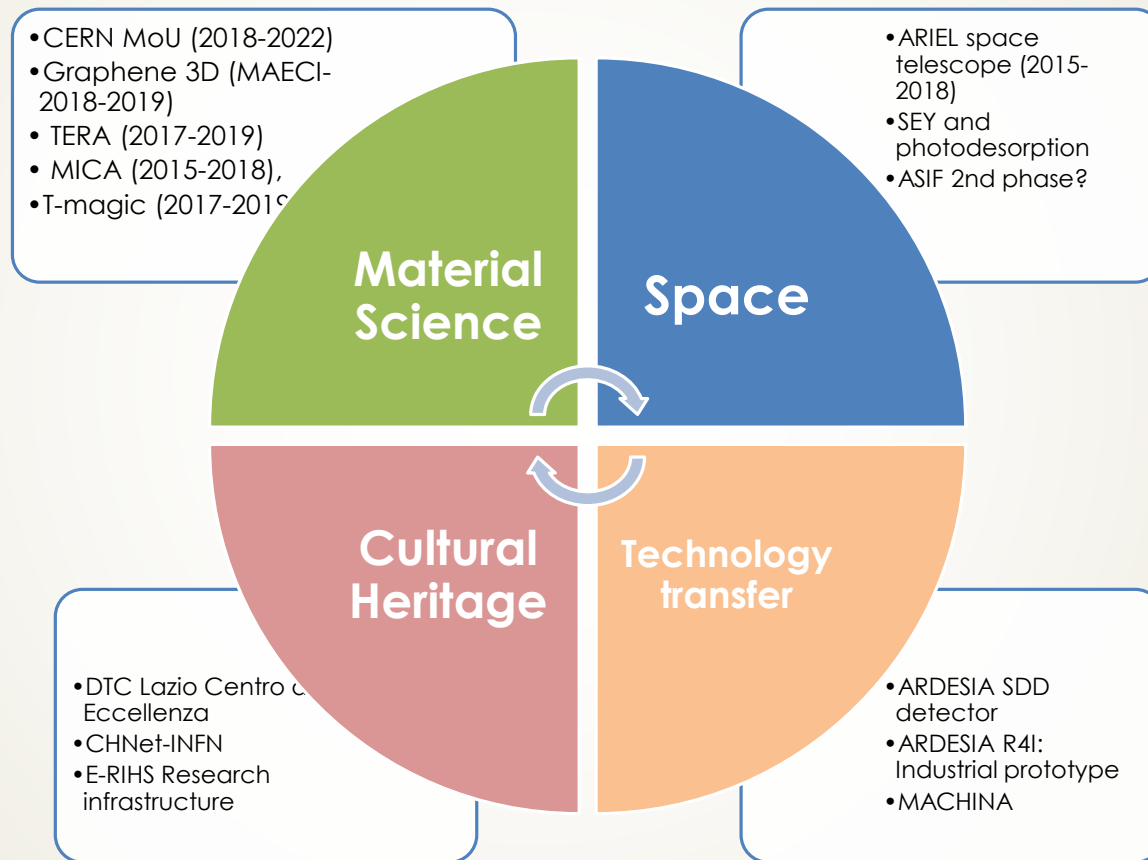 •CERN MoU (2018-2022)
•Graphene 3D (MAECI-
2018-2019)
• TERA (2017-2019)
• MICA (2015-2018),
•T-magic (2017-2019
•ARIEL space
telescope (2015-
2018)
•SEY and
photodesorption
•ASIF 2nd phase?
Material
Science
Space
Cultural
Heritage
Technology
transfer
•DTC Lazio Centro
Eccellenza
•CHNet-INFN
•E-RIHS Research
infrastructure
•ARDESIA SDD
detector
•ARDESIA R4I:
Industrial prototype
•MACHINA